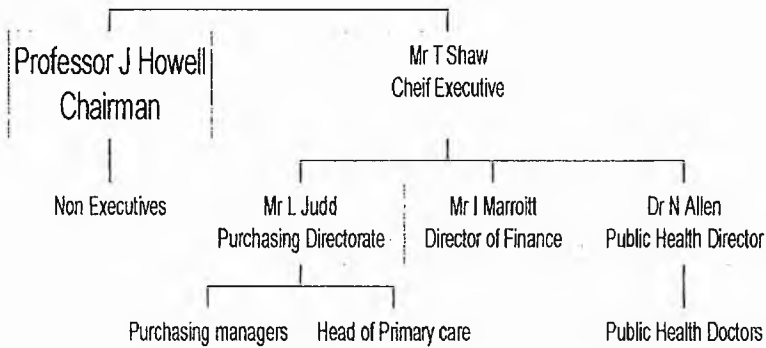 Professor J Howell
Chairman
Mr T Shaw
Cheif Executive
Non Executives
Mr L Judd
Purchasing Directorate
Mr I Marroitt
Director of Finance
Dr N Allen
Public Health Director
Purchasing managers
Head of Primary care
Public Health Doctors